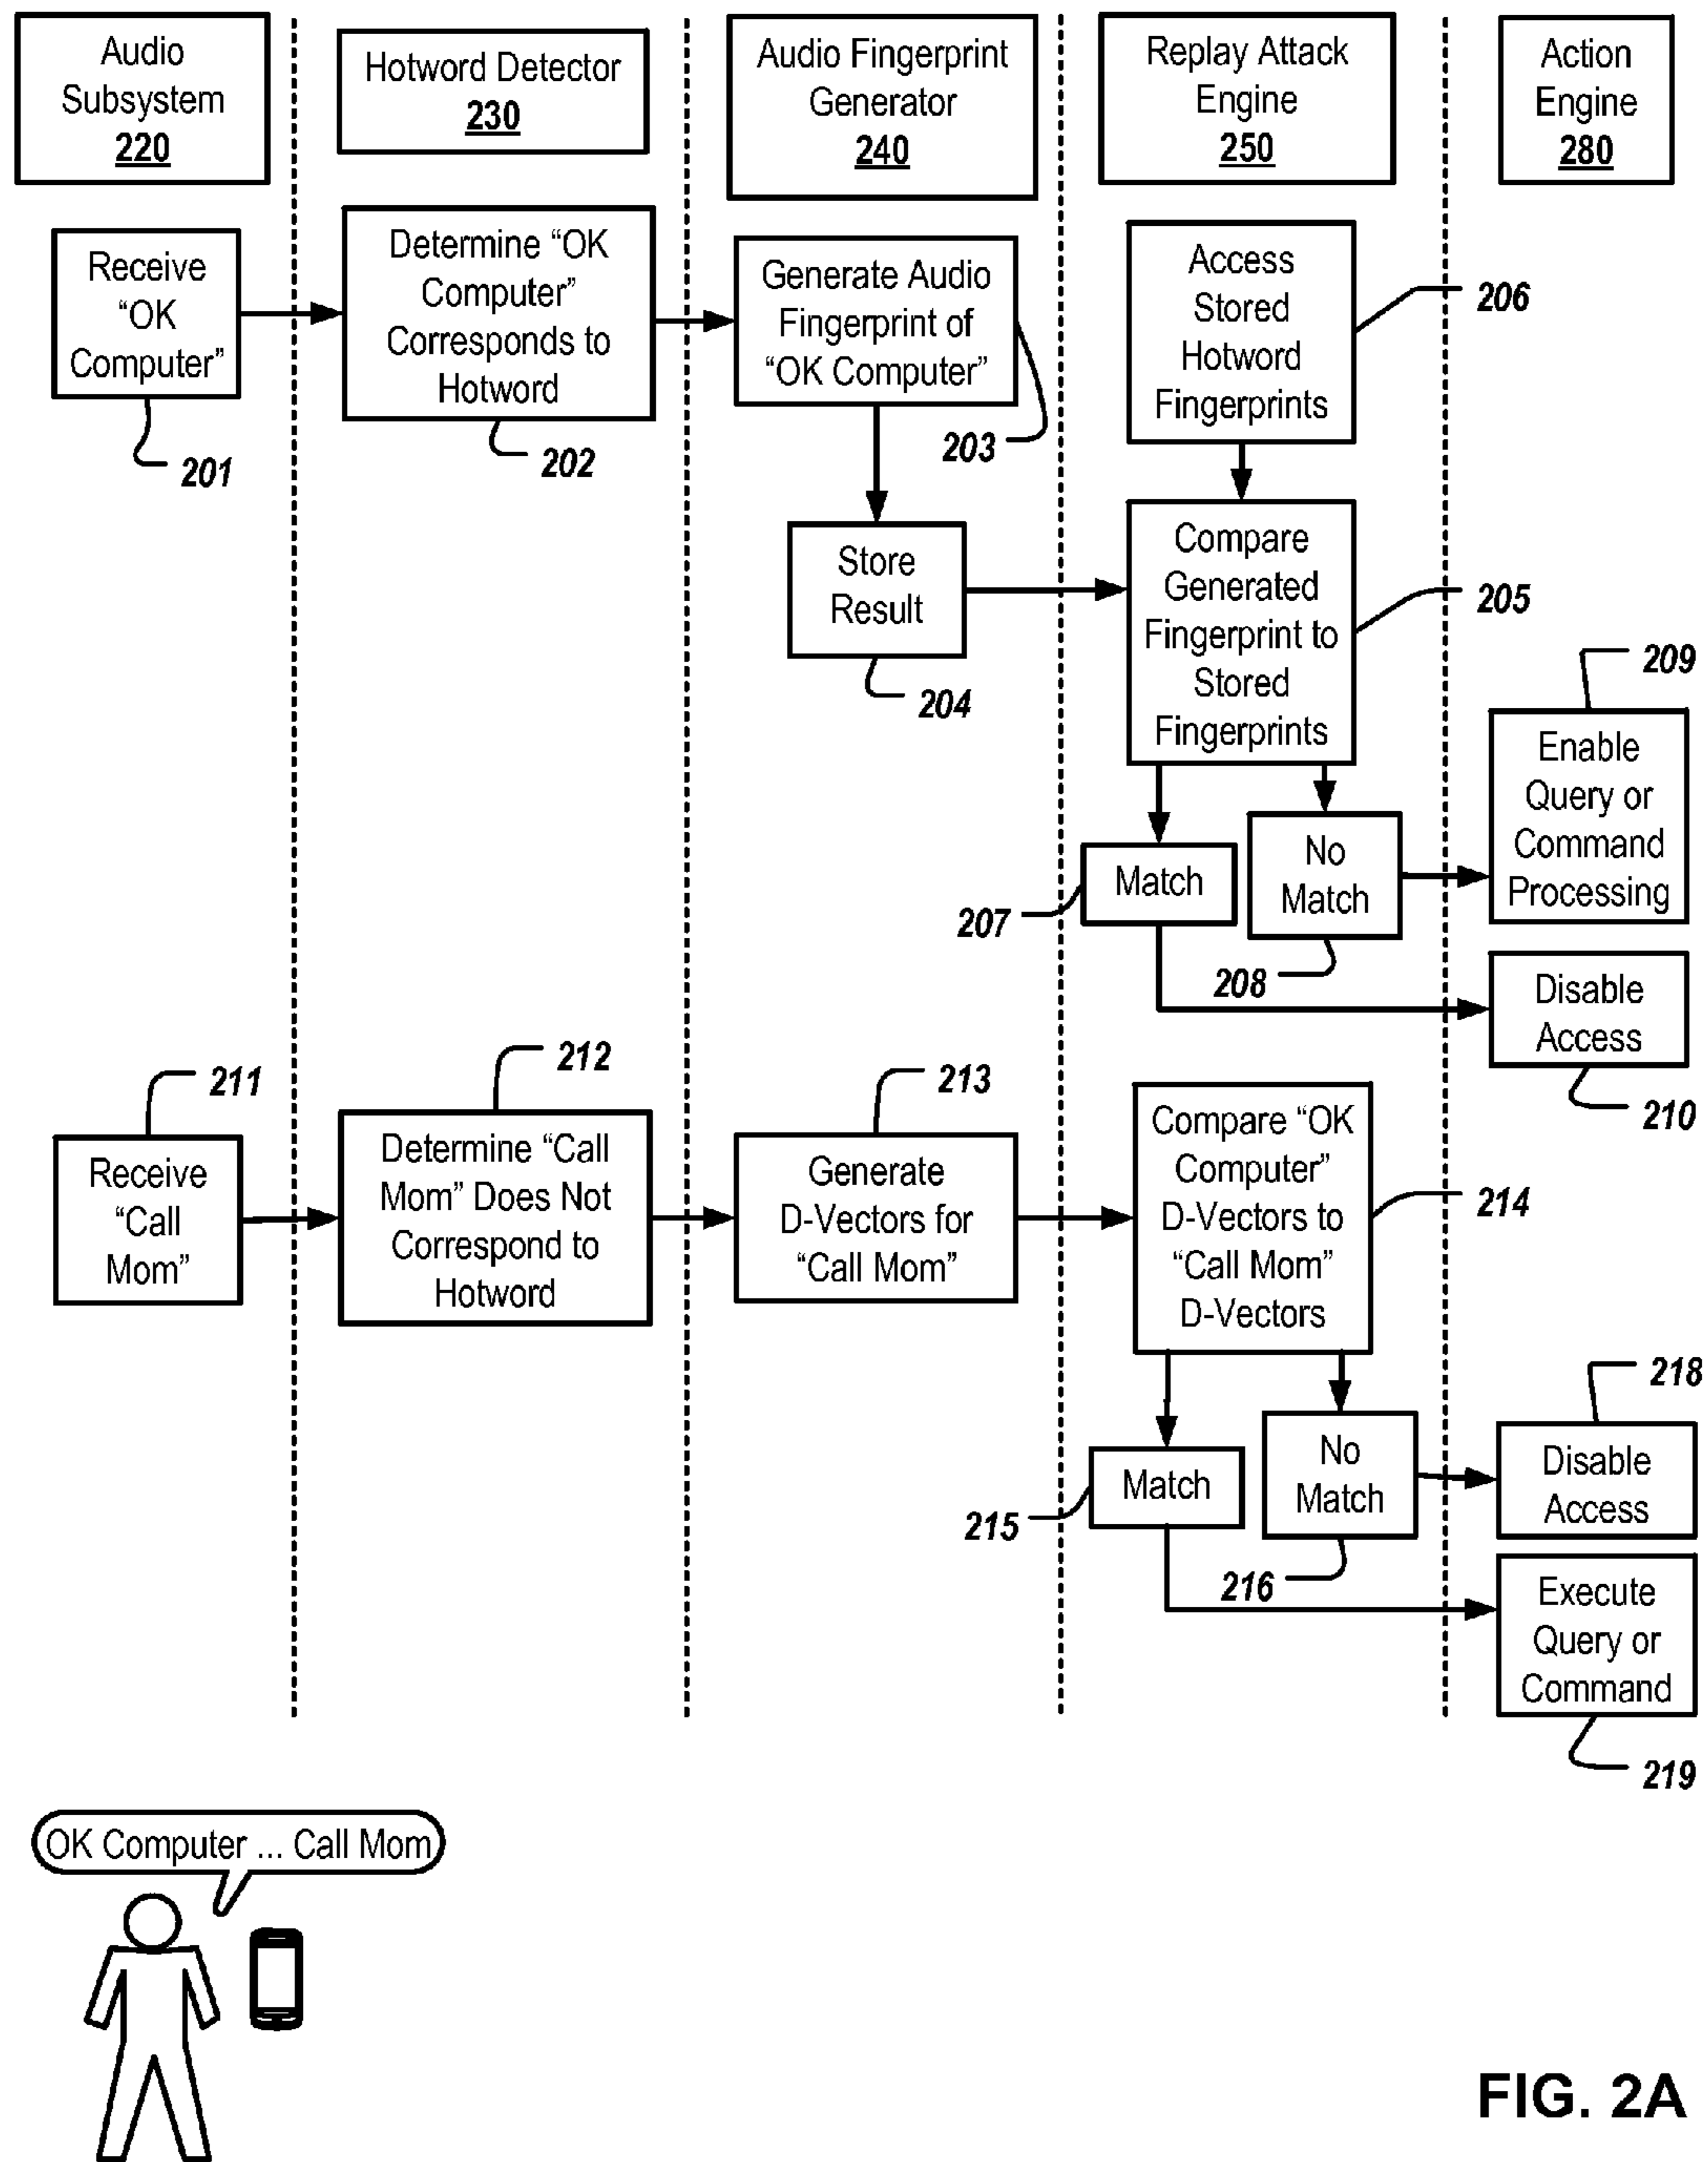 Audio
Subsystem
220
Hotword Detector
230
Audio Fingerprint
Generator
240
Replay Attack
Engine
250
Action
Engine
280
Receive
“OK
Computer”
201
Determine “OK
Computer”
Corresponds to
Hotword
202
Generate Audio
Fingerprint of
“OK Computer”
203
Store
Result
204
Access
Stored
Hotword
Fingerprints
206
Compare
Generated
Fingerprint to
Stored
Fingerprints
205
Match
207
No
Match
208
209
Enable
Query or
Command
Processing
Disable
Access
210
211
Receive
“Call
Mom”
212
Determine “Call
Mom” Does Not
Correspond to
Hotword
213
Generate
D-Vectors for
“Call Mom”
Compare “OK
Computer”
D-Vectors to
“Call Mom”
D-Vectors
214
Match
215
No
Match
216
218
Disable
Access
Execute
Query or
Command
219
OK Computer ... Call Mom
FIG. 2A